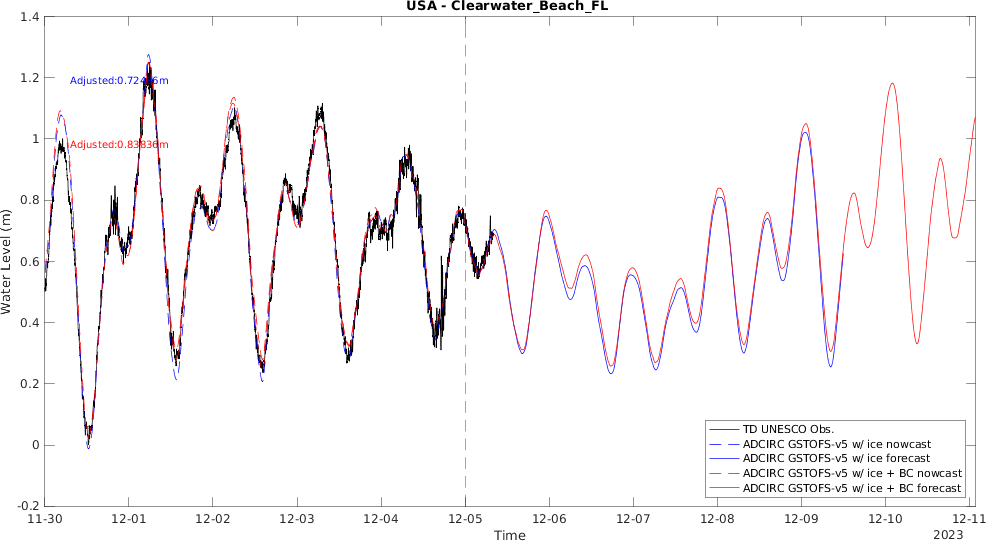 USA - Clearwater_Beach_FL
1.4
1.2
1
0.8
0.6
0.4
0.2
0
-0.2
Water Level (m)
Adjusted:0.72446m
Adjusted:0.83836m
TD UNESCO Obs.
ADCIRC GSTOFS-v5 w/ ice nowcast
ADCIRC GSTOFS-v5 w/ ice forecast
ADCIRC GSTOFS-v5 w/ ice + BC nowcast
ADCIRC GSTOFS-v5 w/ ice + BC forecast
11-30 12-01 12-02 12-03 12-04 12-05 12-06 12-07 12-08 12-09 12-10 12-11
Time
2023